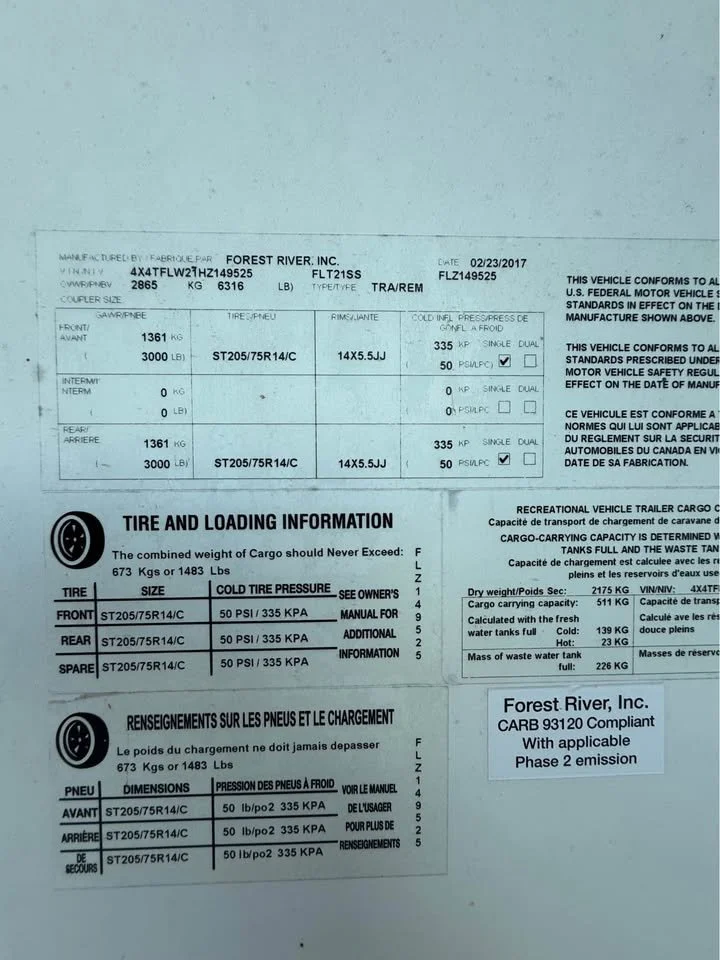 MANUFACTURED BY / FABRIQUE PAR FOREST RIVER, INC. DATE 02/23/2017
V.I.N./N.I.V 4X4TFLW21HZ149525 FLT21SS FLZ149525
GVWR/PNBV 2865 KG 6316 LB) TYPE/TYPE TRA/REM
COUPLER SIZE
GAWR/PNBE TIRES/PNEU RIMS/JANTE COLD INFL PRESS/PRESS DE GONFL A FROID
FRONT/ AVANT 1361 KG 335 KP SINGLE DUAL
( 3000 LB) ST205/75R14/C 14X5.5JJ ( 50 PSI/LPC)
INTERM/I NTERM 0 KG 0 KP SINGLE DUAL
( 0 LB) ( 0 PSI/LPC
REAR/ ARRIERE 1361 KG 335 KP SINGLE DUAL
( 3000 LB) ST205/75R14/C 14X5.5JJ ( 50 PSI/LPC
THIS VEHICLE CONFORMS TO AL
U.S. FEDERAL MOTOR VEHICLE S
STANDARDS IN EFFECT ON THE
MANUFACTURE SHOWN ABOVE.
THIS VEHICLE CONFORMS TO AL
STANDARDS PRESCRIBED UNDER
MOTOR VEHICLE SAFETY REGUL
EFFECT ON THE DATE OF MANUF
CE VEHICULE EST CONFORME A
NORMES QUI LUI SONT APPLICAB
DU REGLEMENT SUR LA SECURIT
AUTOMOBILES DU CANADA EN VI
DATE DE SA FABRICATION.
TIRE AND LOADING INFORMATION
The combined weight of Cargo should Never Exceed:
673 Kgs or 1483 Lbs
TIRE SIZE COLD TIRE PRESSURE SEE OWNER'S
FRONT ST205/75R14/C 50 PSI / 335 KPA MANUAL FOR
REAR ST205/75R14/C 50 PSI / 335 KPA ADDITIONAL
SPARE ST205/75R14/C 50 PSI / 335 KPA INFORMATION
FLZ149525
RECREATIONAL VEHICLE TRAILER CARGO C
Capacité de transport de chargement de caravane d
CARGO-CARRYING CAPACITY IS DETERMINED W
TANKS FULL AND THE WASTE TAN
Capacité de chargement est calculee avec les re
pleins et les reservoirs d'eaux use
Dry weight/Poids Sec: 2175 KG VIN/NIV: 4X4TF
Cargo carrying capacity: 511 KG Capacité de transp
Calculated with the fresh Calculé ave les rés
water tanks full Cold: 139 KG douce pleins
Hot: 23 KG
Mass of waste water tank Masses de réservo
full: 226 KG
RENSEIGNEMENTS SUR LES PNEUS ET LE CHARGEMENT
Le poids du chargement ne doit jamais depasser
673 Kgs or 1483 Lbs
PNEU DIMENSIONS PRESSION DES PNEUS À FROID VOIR LE MANUEL
AVANT ST205/75R14/C 50 lb/po2 335 KPA DE L'USAGER
ARRIÈRE ST205/75R14/C 50 lb/po2 335 KPA POUR PLUS DE
DE SECOURS ST205/75R14/C 50 lb/po2 335 KPA RENSEIGNEMENTS
FLZ149525
Forest River, Inc.
CARB 93120 Compliant
With applicable
Phase 2 emission